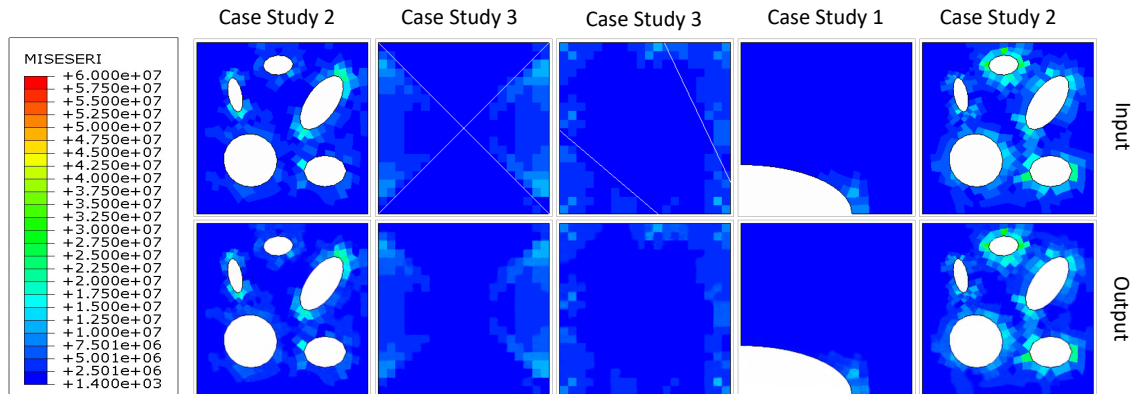 Case Study 2
Case Study 3
Case Study 3
Case Study 1
Case Study 2
MISESERI
+6.000e+07
+5.750e+07
+5.500e+07
+5.250e+07
+5.000e+07
+4.750e+07
+4.500e+07
+4.250e+07
+4.000e+07
+3.750e+07
+3.500e+07
+3.250e+07
+3.000e+07
+2.750e+07
+2.500e+07
+2.250e+07
+2.000e+07
+1.750e+07
+1.500e+07
+1.250e+07
+1.000e+07
+7.501e+06
+5.001e+06
+1.400e+03
Input
Output